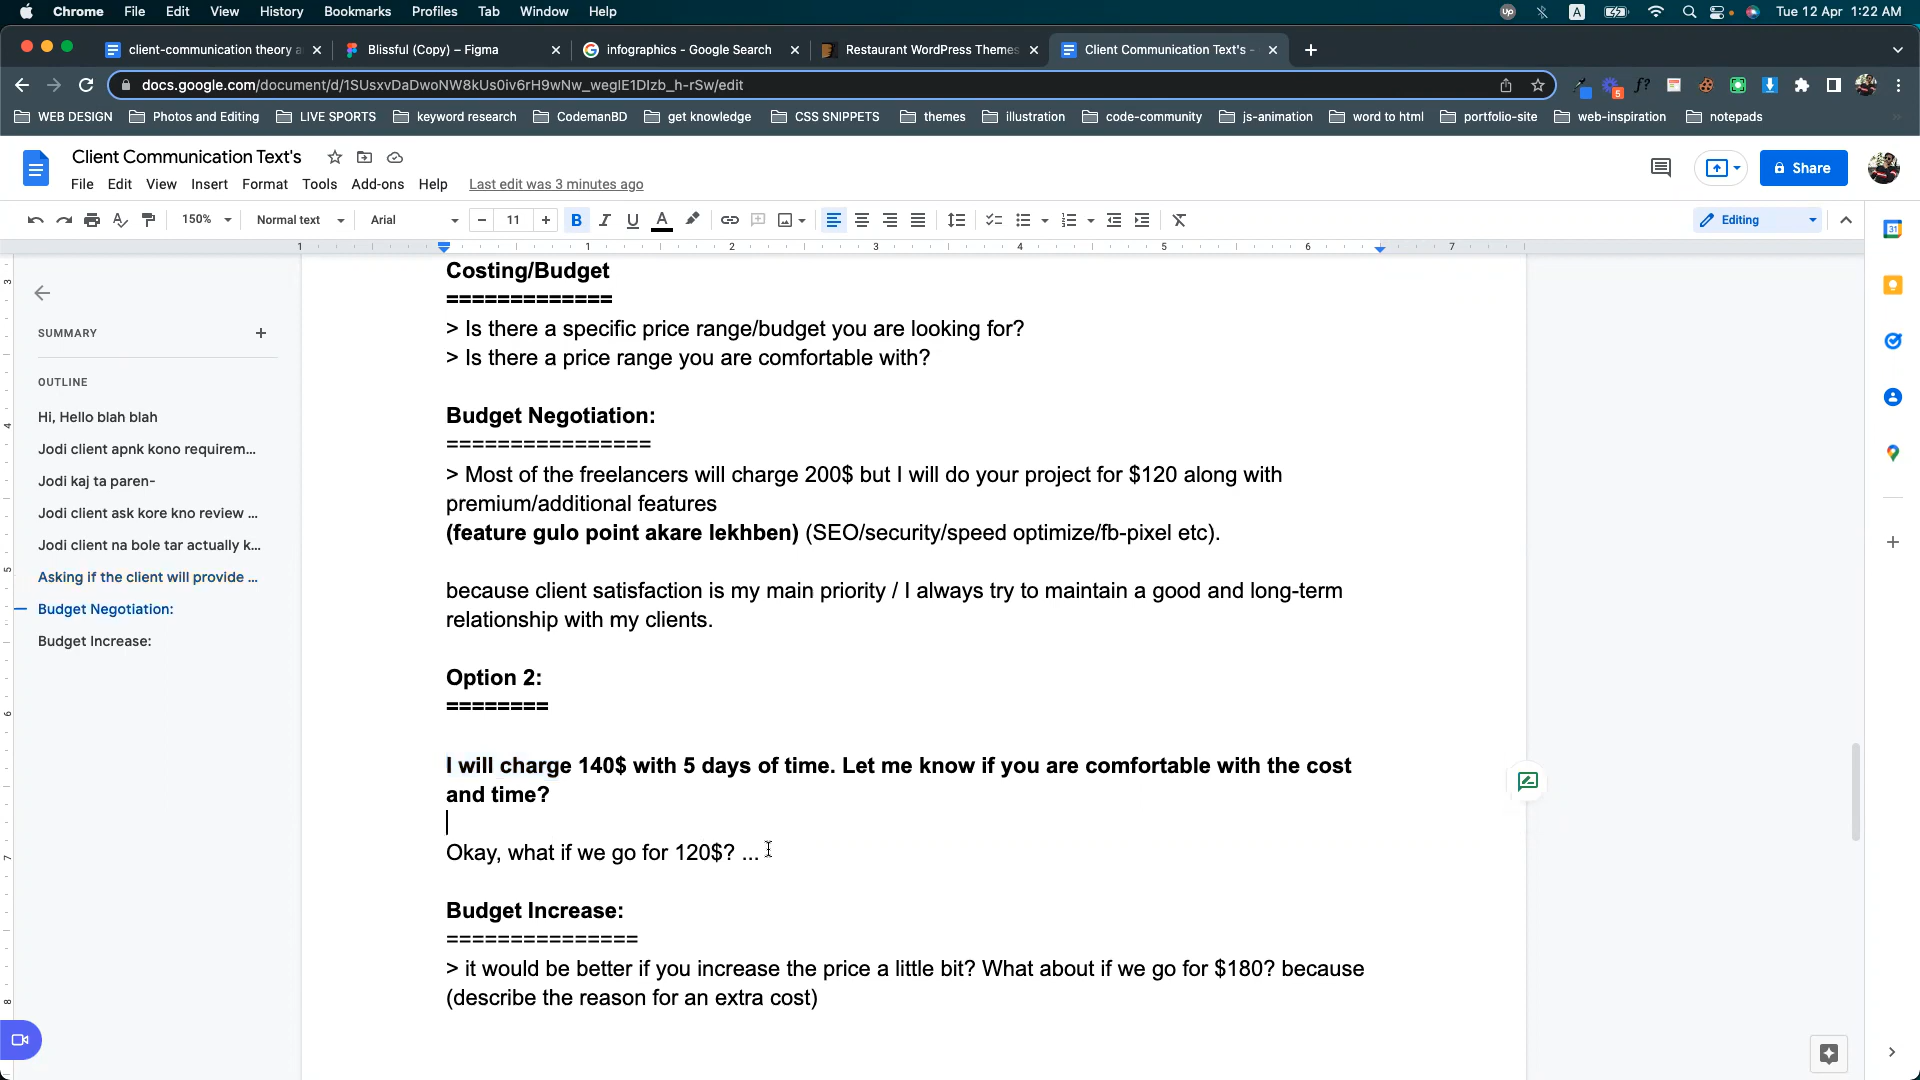 Chrome File Edit View History Bookmarks Profiles Tab Window Help
Tue 12 Apr 1:22 AM
client-communication theory a
Blissful (Copy) – Figma
infographics - Google Search
Restaurant WordPress Themes
Client Communication Text's -
docs.google.com/document/d/1SUsxvDaDwoNW8kUs0iv6rH9wNw_weglE1DIzb_h-rSw/edit
5
WEB DESIGN Photos and Editing LIVE SPORTS keyword research CodemanBD get knowledge CSS SNIPPETS themes illustration code-community js-animation word to html portfolio-site web-inspiration notepads
Client Communication Text's
File Edit View Insert Format Tools Add-ons Help Last edit was 3 minutes ago
Share
150% Normal text Arial 11 B I U A Editing
1 1 2 3 4 5 6 7
SUMMARY
OUTLINE
Hi, Hello blah blah
Jodi client apnk kono requirem...
Jodi kaj ta paren-
Jodi client ask kore kno review ...
Jodi client na bole tar actually k...
Asking if the client will provide ...
Budget Negotiation:
Budget Increase:
Costing/Budget
=============
> Is there a specific price range/budget you are looking for?
> Is there a price range you are comfortable with?
Budget Negotiation:
================
> Most of the freelancers will charge 200$ but I will do your project for $120 along with
premium/additional features
(feature gulo point akare lekhben) (SEO/security/speed optimize/fb-pixel etc).
because client satisfaction is my main priority / I always try to maintain a good and long-term
relationship with my clients.
Option 2:
========
I will charge 140$ with 5 days of time. Let me know if you are comfortable with the cost
and time?
Okay, what if we go for 120$? ...
Budget Increase:
===============
> it would be better if you increase the price a little bit? What about if we go for $180? because
(describe the reason for an extra cost)